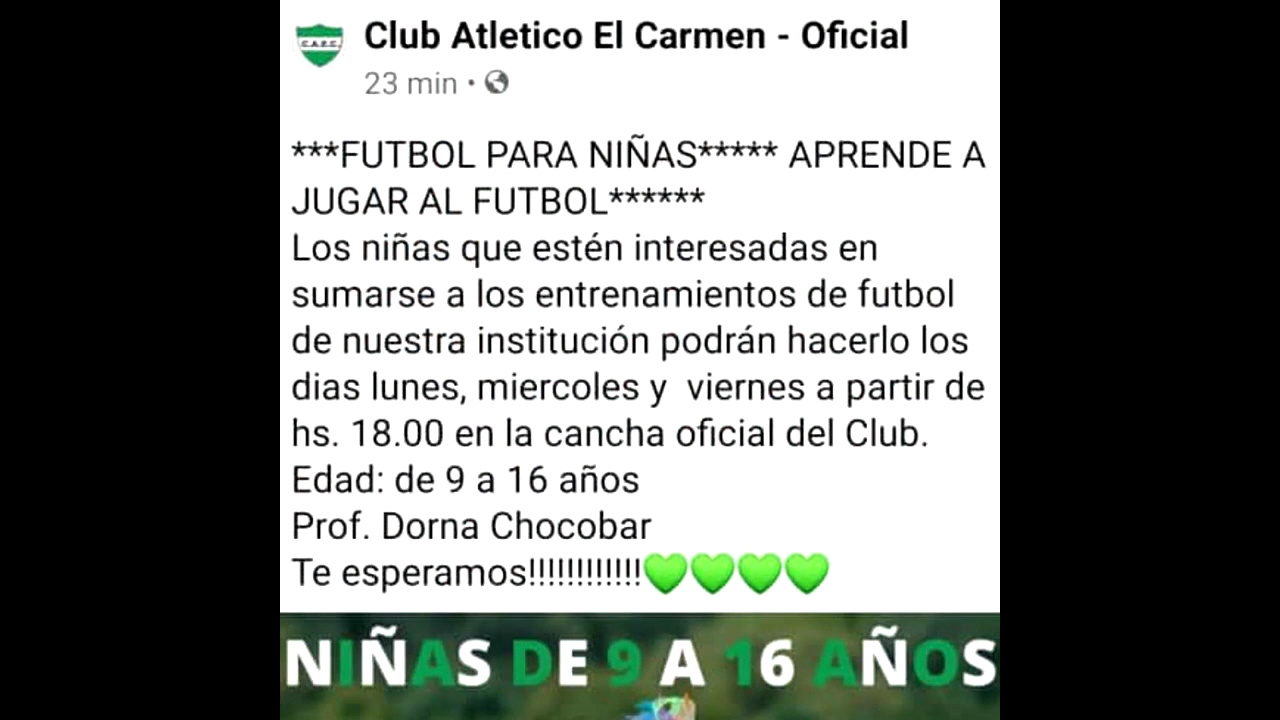 Club Atletico El Carmen - Oficial
23 min •
***FUTBOL PARA NIÑAS***** APRENDE A
JUGAR AL FUTBOL******
Los niñas que estén interesadas en
sumarse a los entrenamientos de futbol
de nuestra institución podrán hacerlo los
dias lunes, miercoles y  viernes a partir de
hs. 18.00 en la cancha oficial del Club.
Edad: de 9 a 16 años
Prof. Dorna Chocobar
Te esperamos!!!!!!!!!!!!💚💚💚💚
NIÑAS DE 9 A 16 AÑOS